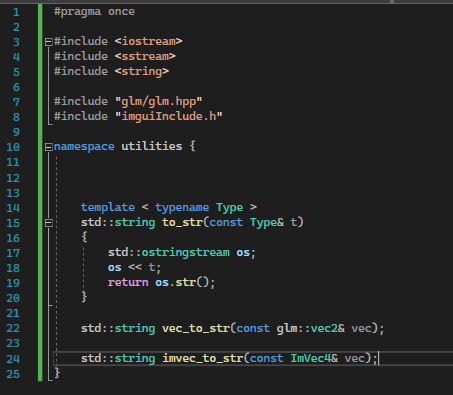 1 #pragma once
2
3 #include <iostream>
4 #include <sstream>
5 #include <string>
6
7 #include "glm/glm.hpp"
8 #include "imguiInclude.h"
9
10 namespace utilities {
11
12
13
14 template < typename Type >
15 std::string to_str(const Type& t)
16 {
17 std::ostringstream os;
18 os << t;
19 return os.str();
20 }
21
22 std::string vec_to_str(const glm::vec2& vec);
23
24 std::string imvec_to_str(const ImVec4& vec);
25 }